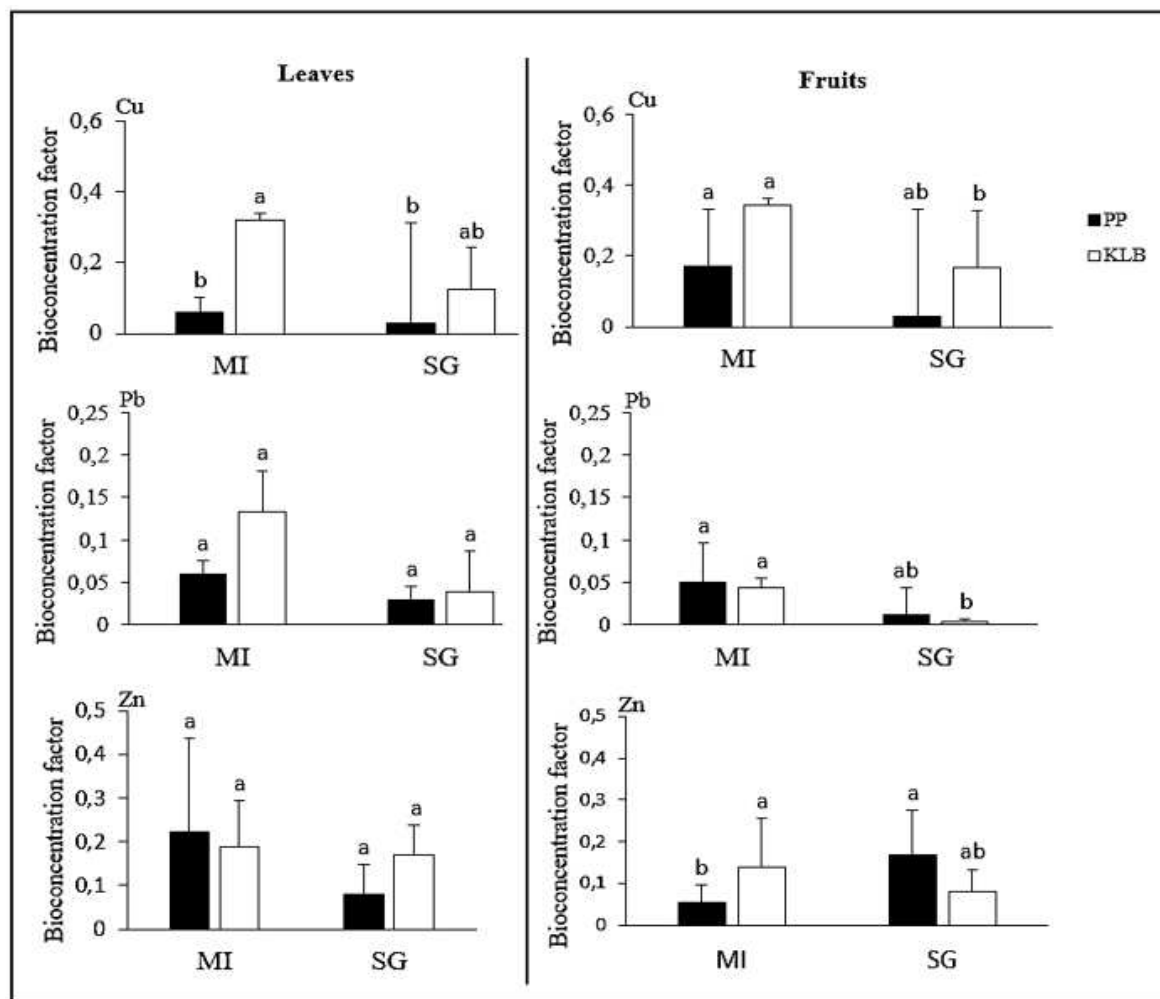 Leaves
Cu
Bioconcentration factor
0,6
0,4
0,2
0
b
a
b
ab
MI
SG
Pb
Bioconcentration factor
0,25
0,2
0,15
0,1
0,05
0
a
a
a
a
MI
SG
Zn
Bioconcentration factor
0,5
0,4
0,3
0,2
0,1
0
a
a
a
a
MI
SG
Fruits
Cu
Bioconcentration factor
0,6
0,4
0,2
0
a
a
ab
b
MI
SG
PP
KLB
Pb
Bioconcentration factor
0,25
0,2
0,15
0,1
0,05
0
a
a
ab
b
MI
SG
Zn
Bioconcentration factor
0,5
0,4
0,3
0,2
0,1
0
b
a
a
ab
MI
SG